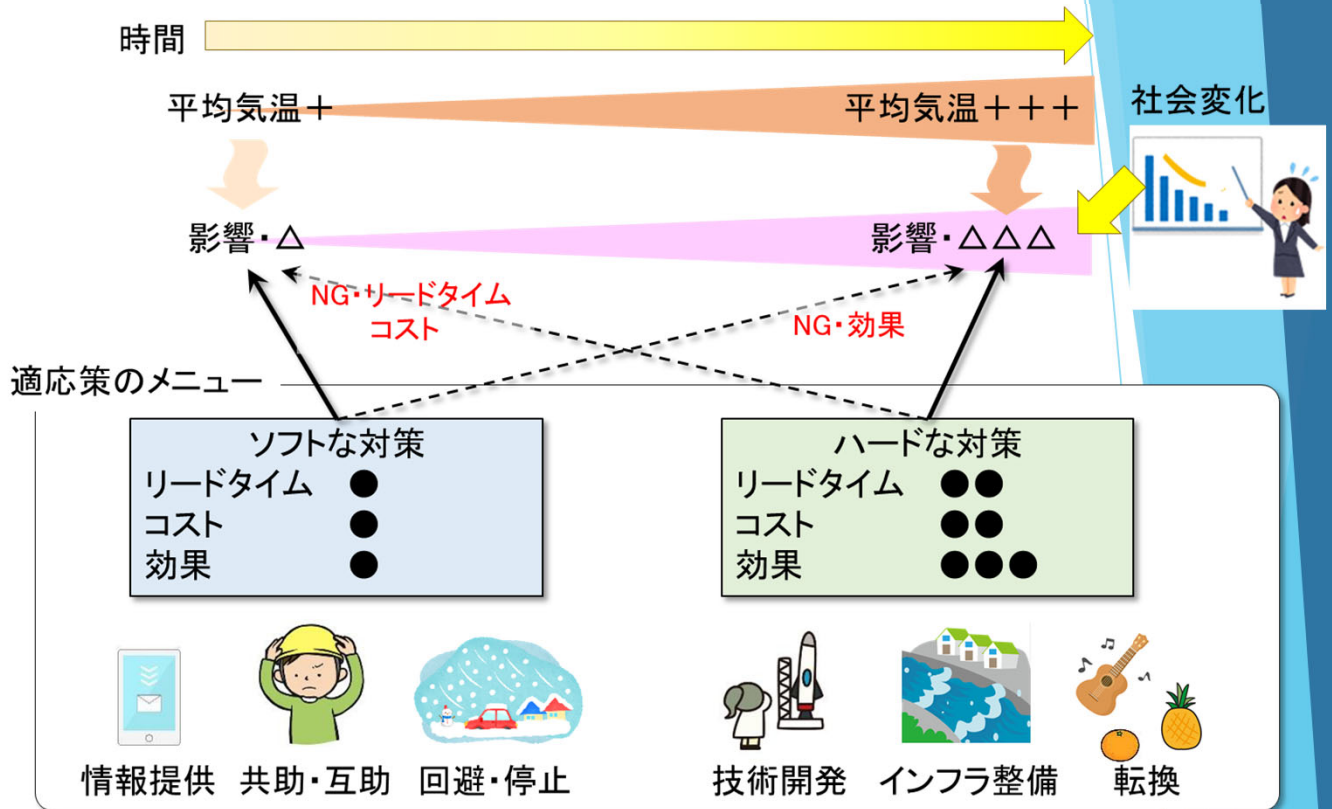 時間
平均気温＋
平均気温＋＋＋
社会変化
影響・△
影響・△△△
NG・リードタイム
コスト
NG・効果
適応策のメニュー
ソフトな対策
リードタイム ●
コスト ●
効果 ●
ハードな対策
リードタイム ●●
コスト ●●
効果 ●●●
情報提供
共助・互助
回避・停止
技術開発
インフラ整備
転換